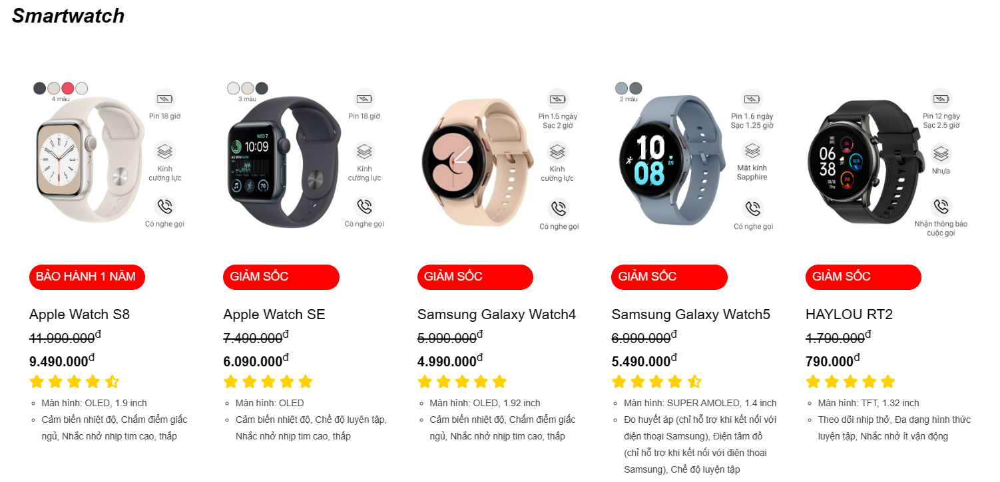 Smartwatch
4 màu
Pin 18 giờ
Kính
cường lực
Có nghe gọi
BẢO HÀNH 1 NĂM
Apple Watch S8
11.990.000đ
9.490.000đ
Màn hình: OLED, 1.9 inch
Cảm biến nhiệt độ, Chấm điểm giấc
ngủ, Nhắc nhở nhịp tim cao, thấp
3 màu
WED 7
10:09
Pin 18 giờ
Kính
cường lực
Có nghe gọi
GIẢM SỐC
Apple Watch SE
7.490.000đ
6.090.000đ
Màn hình: OLED
Cảm biến nhiệt độ, Chế độ luyện tập,
Nhắc nhở nhịp tim cao, thấp
Pin 1.5 ngày
Sạc 2 giờ
Kính
cường lực
Có nghe gọi
GIẢM SỐC
Samsung Galaxy Watch4
5.990.000đ
4.990.000đ
Màn hình: OLED, 1.92 inch
Cảm biến nhiệt độ, Chấm điểm giấc
ngủ, Nhắc nhở nhịp tim cao, thấp
2 màu
10
08
89
Pin 1.6 ngày
Sạc 1.25 giờ
Mặt kính
Sapphire
Có nghe gọi
GIẢM SỐC
Samsung Galaxy Watch5
6.990.000đ
5.490.000đ
Màn hình: SUPER AMOLED, 1.4 inch
Đo huyết áp (chỉ hỗ trợ khi kết nối với
điện thoại Samsung), Điện tâm đồ
(chỉ hỗ trợ khi kết nối với điện thoại
Samsung), Chế độ luyện tập
06
38
Pin 12 ngày
Sạc 2.5 giờ
Nhựa
Nhận thông báo
cuộc gọi
GIẢM SỐC
HAYLOU RT2
1.790.000đ
790.000đ
Màn hình: TFT, 1.32 inch
Theo dõi nhịp thở, Đa dạng hình thức
luyện tập, Nhắc nhở ít vận động